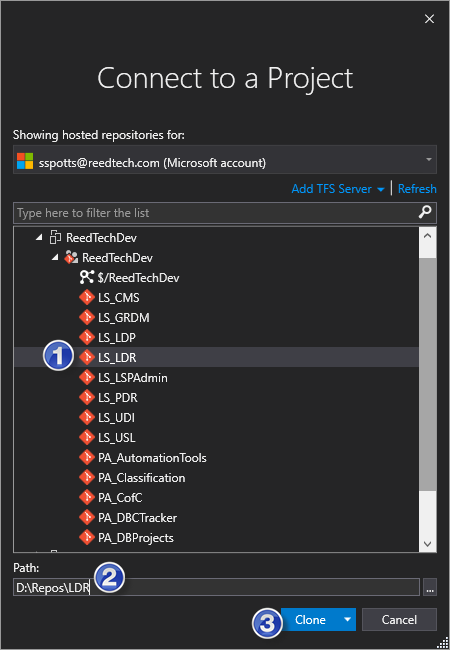 Connect to a Project
Showing hosted repositories for:
sspotts@reedtech.com (Microsoft account)
Add TFS Server | Refresh
Type here to filter the list
ReedTechDev
ReedTechDev
$/ReedTechDev
LS_CMS
LS_GRDM
LS_LDP
1 LS_LDR
LS_LSPAdmin
LS_PDR
LS_UDI
LS_USL
PA_AutomationTools
PA_Classification
PA_CofC
PA_DBCTracker
PA_DBProjects
Path:
2
D:\Repos\LDR ...
3 Clone Cancel